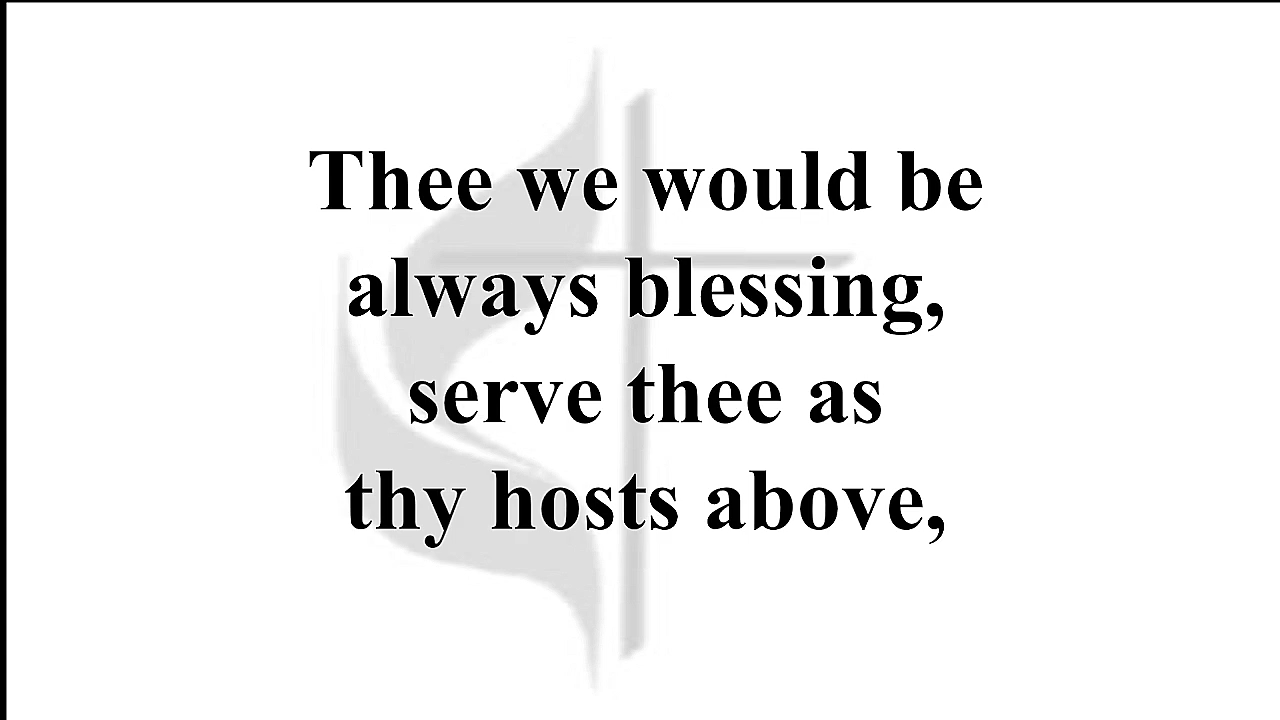 Thee we would be
always blessing,
serve thee as
thy hosts above,